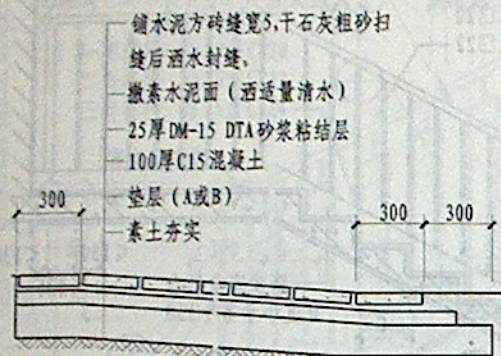 铺水泥方砖缝宽5,干石灰粗砂扫
缝后洒水封缝。
撒素水泥面(洒适量清水)
25厚DM-15 DTA砂浆粘结层
100厚C15混凝土
垫层(A或B)
素土夯实
300
300
300